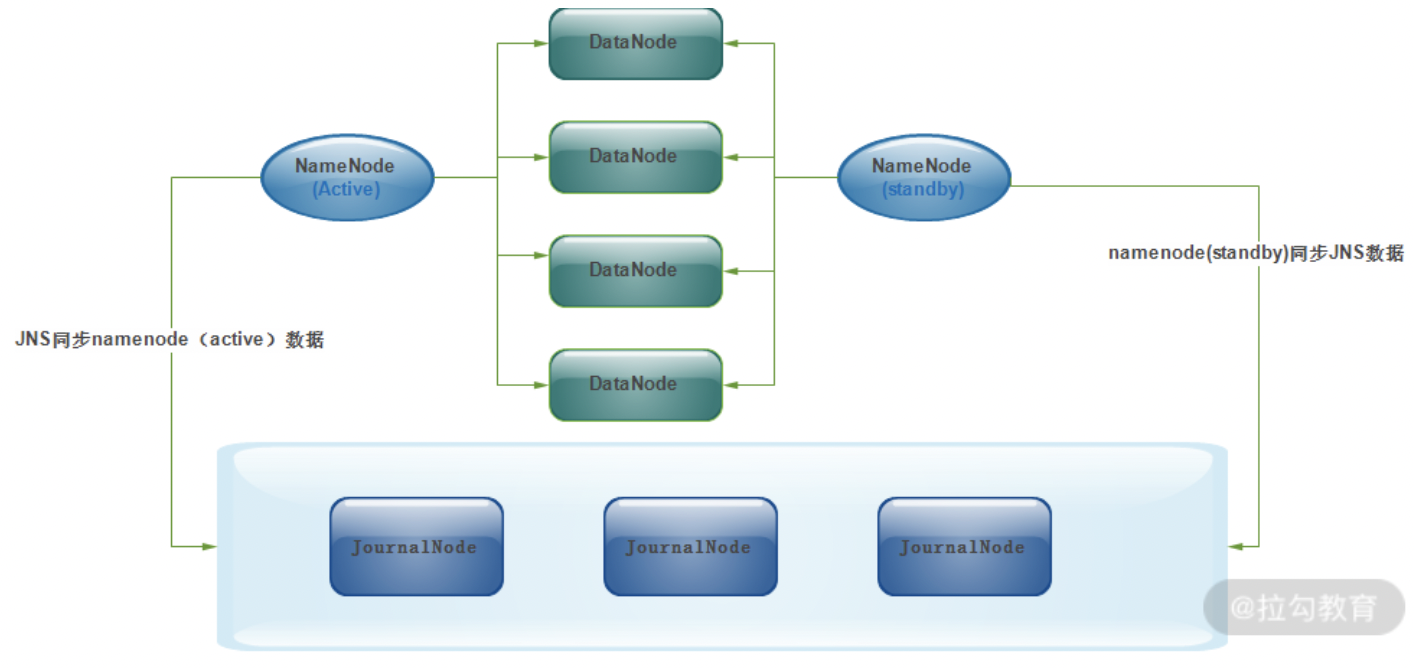 DataNode
DataNode
NameNode
(Active)
NameNode
(standby)
namenode(standby)同步JNS数据
DataNode
JNS同步namenode（active）数据
DataNode
JournalNode
JournalNode
JournalNode
@拉勾教育